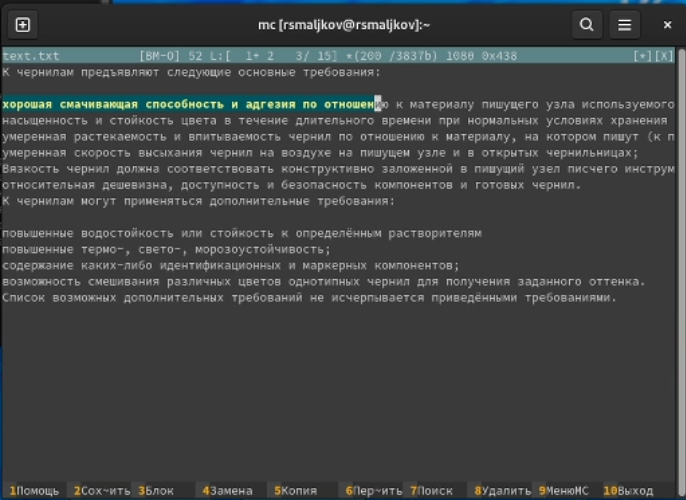 mc [rsmaljkov@rsmaljkov]:~
text.txt [BM-O] 52 L:[ 1+ 2 3/ 15] *(200 /3837b) 1080 0x438 [*][X]
К чернилам предъявляют следующие основные требования:
хорошая смачивающая способность и адгезия по отношению к материалу пишущего узла используемого
насыщенность и стойкость цвета в течение длительного времени при нормальных условиях хранения
умеренная растекаемость и впитываемость чернил по отношению к материалу, на котором пишут (к п
умеренная скорость высыхания чернил на воздухе на пишущем узле и в открытых чернильницах;
Вязкость чернил должна соответствовать конструктивно заложенной в пишущий узел писчего инструм
относительная дешевизна, доступность и безопасность компонентов и готовых чернил.
К чернилам могут применяться дополнительные требования:
повышенные водостойкость или стойкость к определённым растворителям
повышенные термо-, свето-, морозоустойчивость;
содержание каких-либо идентификационных и маркерных компонентов;
возможность смешивания различных цветов однотипных чернил для получения заданного оттенка.
Список возможных дополнительных требований не исчерпывается приведёнными требованиями.
1Помощь 2Сох~ить 3Блок 4Замена 5Копия 6Пер~ить 7Поиск 8Удалить 9МенюMC 10Выход